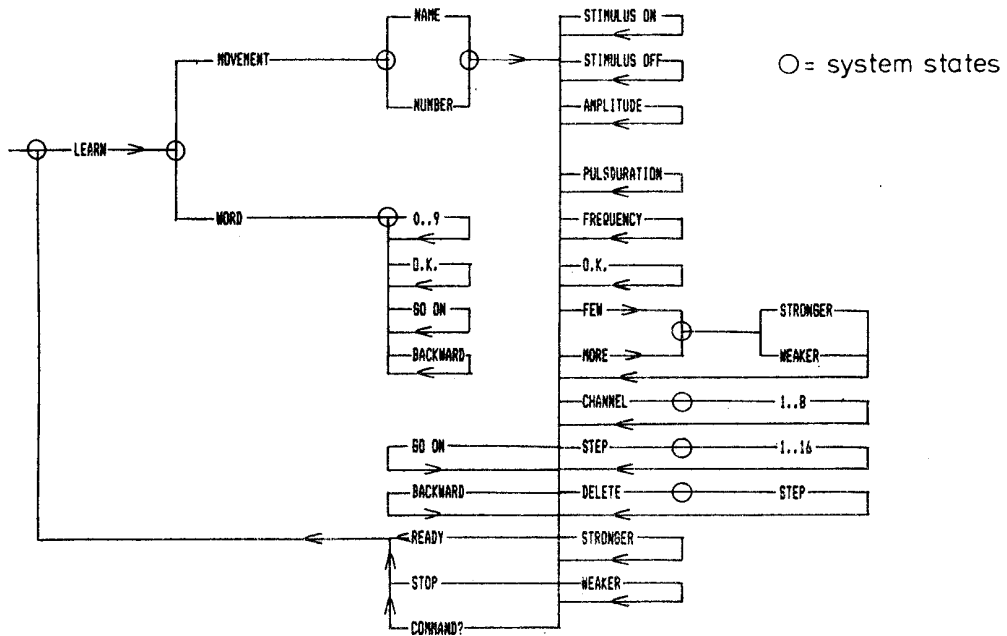 NAME
STIMULUS ON
MOVEMENT
STIMULUS OFF
O = system states
NUMBER
AMPLITUDE
LEARN
PULSDURATION
WORD
0..9
FREQUENCY
O.K.
O.K.
GO ON
FEW
STRONGER
BACKWARD
MORE
WEAKER
CHANNEL
1..8
GO ON
STEP
1..16
BACKWARD
DELETE
STEP
READY
STRONGER
STOP
WEAKER
COMMAND?